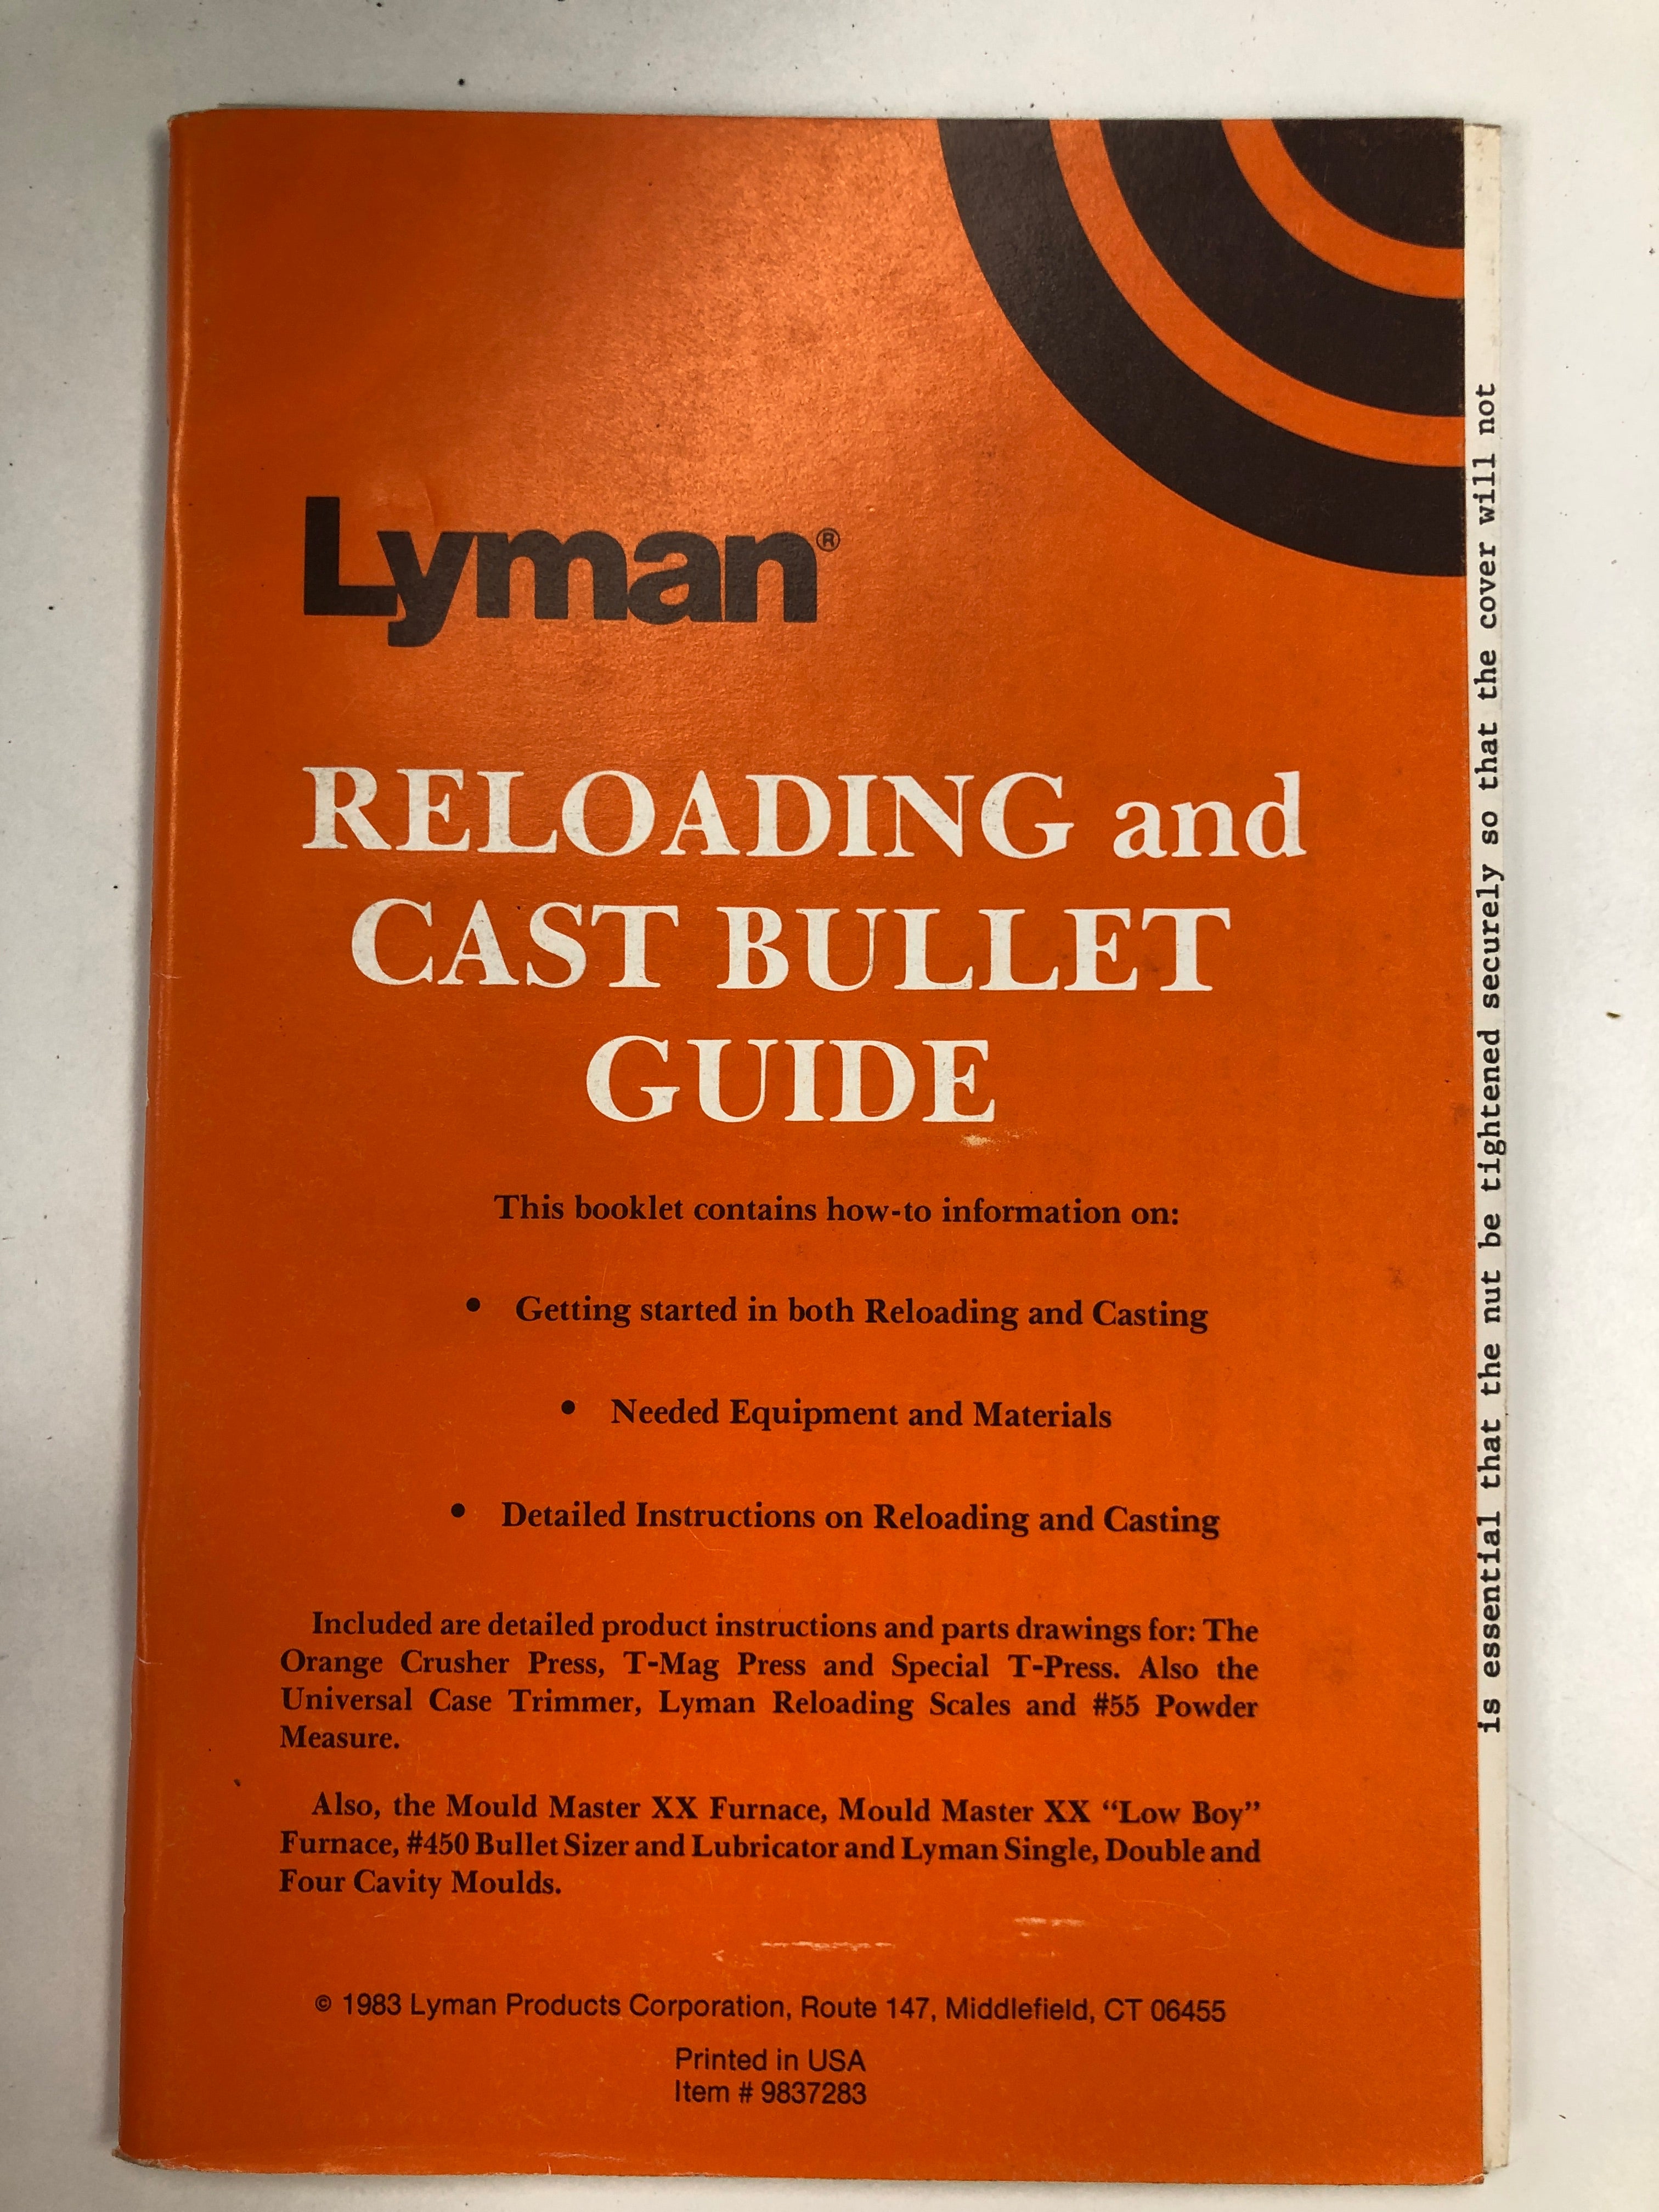 Lyman®
RELOADING and
CAST BULLET
GUIDE
This booklet contains how-to information on:
• Getting started in both Reloading and Casting
• Needed Equipment and Materials
• Detailed Instructions on Reloading and Casting
Included are detailed product instructions and parts drawings for: The
Orange Crusher Press, T-Mag Press and Special T-Press. Also the
Universal Case Trimmer, Lyman Reloading Scales and #55 Powder
Measure.
Also, the Mould Master XX Furnace, Mould Master XX “Low Boy”
Furnace, #450 Bullet Sizer and Lubricator and Lyman Single, Double and
Four Cavity Moulds.
© 1983 Lyman Products Corporation, Route 147, Middlefield, CT 06455
Printed in USA
Item # 9837283
is essential that the nut be tightened securely so that the cover will not